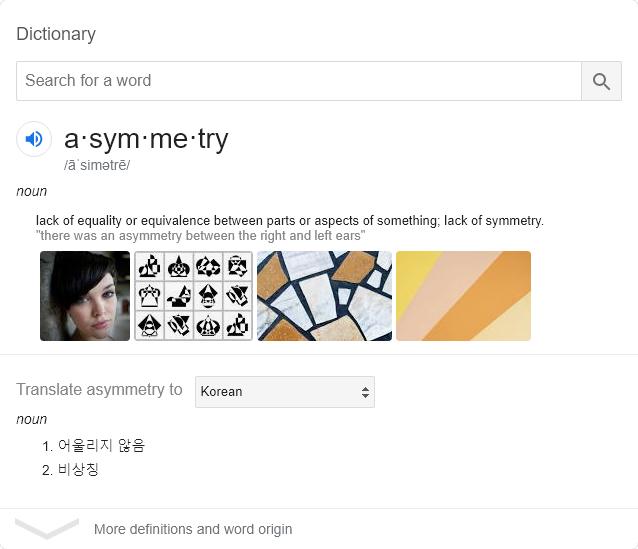 Dictionary
Search for a word
a·sym·me·try
/āˈsimətrē/
noun
lack of equality or equivalence between parts or aspects of something; lack of symmetry.
"there was an asymmetry between the right and left ears"
Translate asymmetry to Korean
noun
1. 어울리지 않음
2. 비상칭
More definitions and word origin